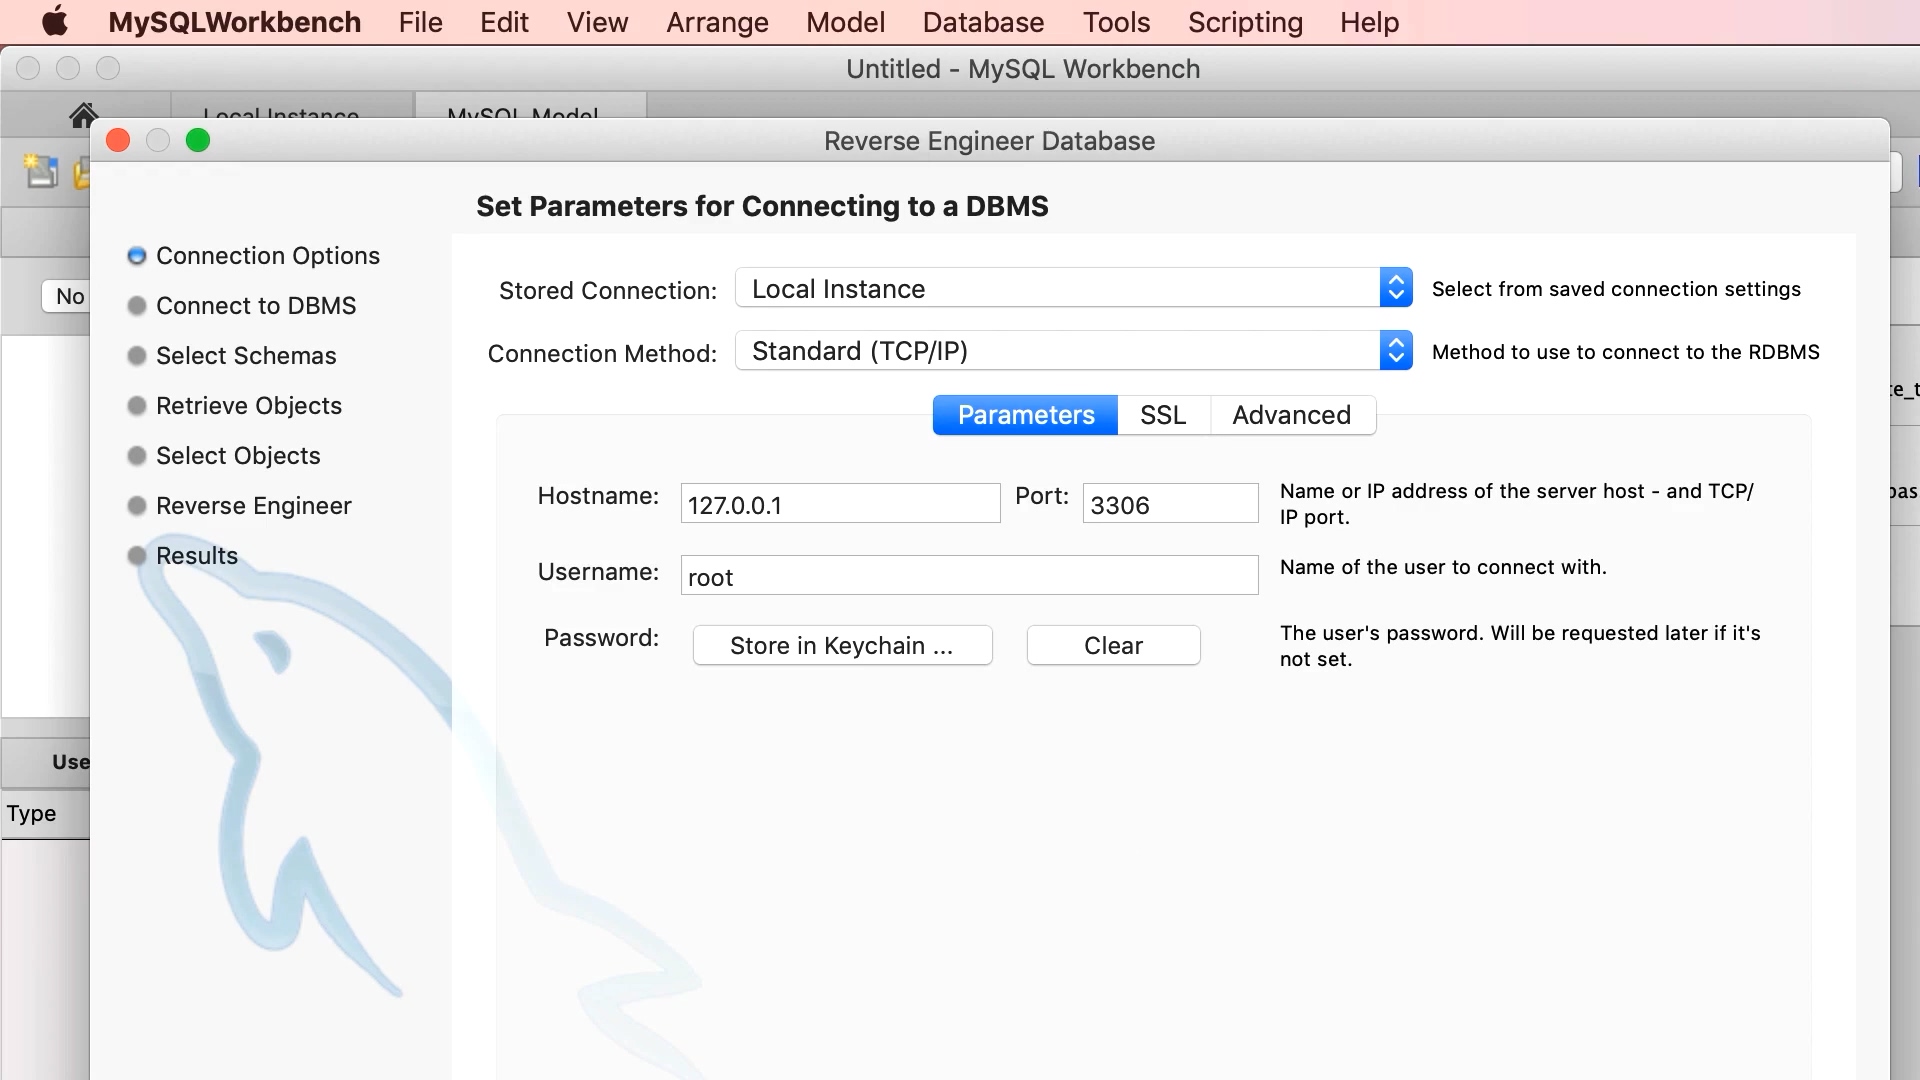 MySQLWorkbench File Edit View Arrange Model Database Tools Scripting Help
Untitled - MySQL Workbench
Local Instance MySQL Model
Reverse Engineer Database
Set Parameters for Connecting to a DBMS
Connection Options
Connect to DBMS
Select Schemas
Retrieve Objects
Select Objects
Reverse Engineer
Results
Stored Connection: Local Instance Select from saved connection settings
Connection Method: Standard (TCP/IP) Method to use to connect to the RDBMS
Parameters SSL Advanced
Hostname: 127.0.0.1 Port: 3306 Name or IP address of the server host - and TCP/
IP port.
Username: root Name of the user to connect with.
Password: Store in Keychain ... Clear The user's password. Will be requested later if it's
not set.
No
Use
Type